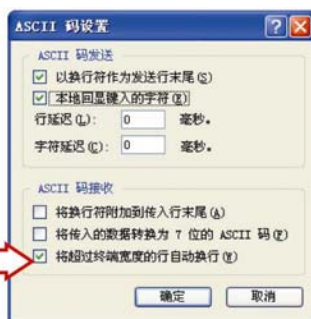 ASCII 码设置
ASCII 码发送
以换行符作为发送行末尾(S)
本地回显键入的字符(E)
行延迟(L): 0 毫秒。
字符延迟(C): 0 毫秒。
ASCII 码接收
将换行符附加到传入行末尾(A)
将传入的数据转换为 7 位的 ASCII 码(F)
将超过终端宽度的行自动换行(W)
确定 取消